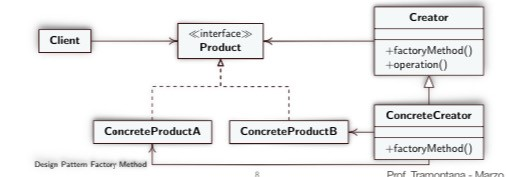 Creator
≪interface≫
Client
Product
+factoryMethod()
+operation()
ConcreteCreator
ConcreteProductA
ConcreteProductB
+factoryMethod()
Design Pattern Factory Method
8
Prof. Tramontana - Marzo